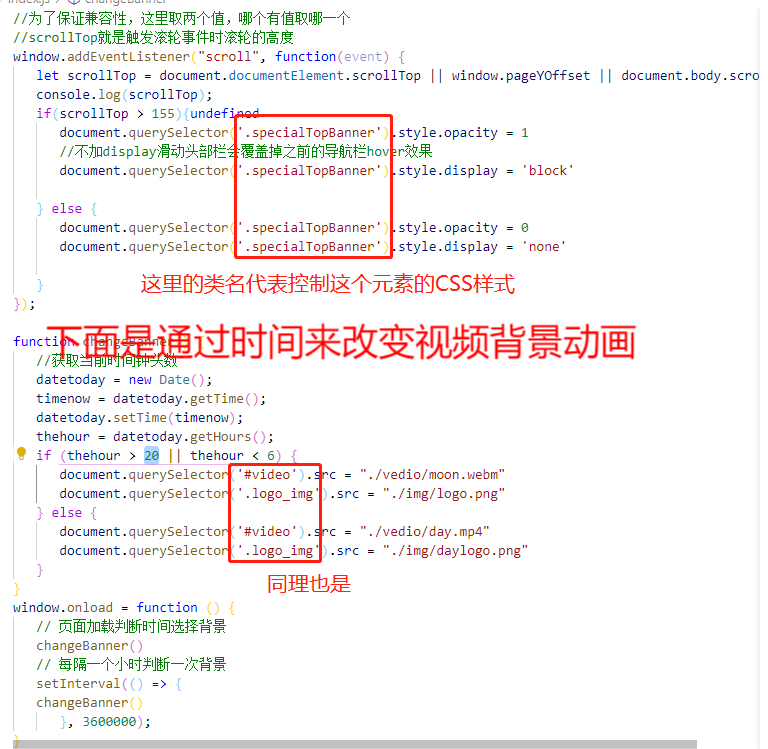 index.js > changeBanner
//为了保证兼容性，这里取两个值，哪个有值取哪一个
//scrollTop就是触发滚轮事件时滚轮的高度
window.addEventListener("scroll", function(event) {
let scrollTop = document.documentElement.scrollTop || window.pageYOffset || document.body.scro
console.log(scrollTop);
if(scrollTop > 155){undefined
document.querySelector('.specialTopBanner').style.opacity = 1
//不加display滑动头部栏会覆盖掉之前的导航栏hover效果
document.querySelector('.specialTopBanner').style.display = 'block'
} else {
document.querySelector('.specialTopBanner').style.opacity = 0
document.querySelector('.specialTopBanner').style.display = 'none'
}
这里的类名代表控制这个元素的CSS样式
});
下面是通过时间来改变视频背景动画
function changeBanner
//获取当前时间钟头数
datetoday = new Date();
timenow = datetoday.getTime();
datetoday.setTime(timenow);
thehour = datetoday.getHours();
if (thehour > 20 || thehour < 6) {
document.querySelector('#video').src = "./vedio/moon.webm"
document.querySelector('.logo_img').src = "./img/logo.png"
} else {
document.querySelector('#video').src = "./vedio/day.mp4"
document.querySelector('.logo_img').src = "./img/daylogo.png"
}
同理也是
}
window.onload = function () {
// 页面加载判断时间选择背景
changeBanner()
// 每隔一个小时判断一次背景
setInterval(() => {
changeBanner()
}, 3600000);
}